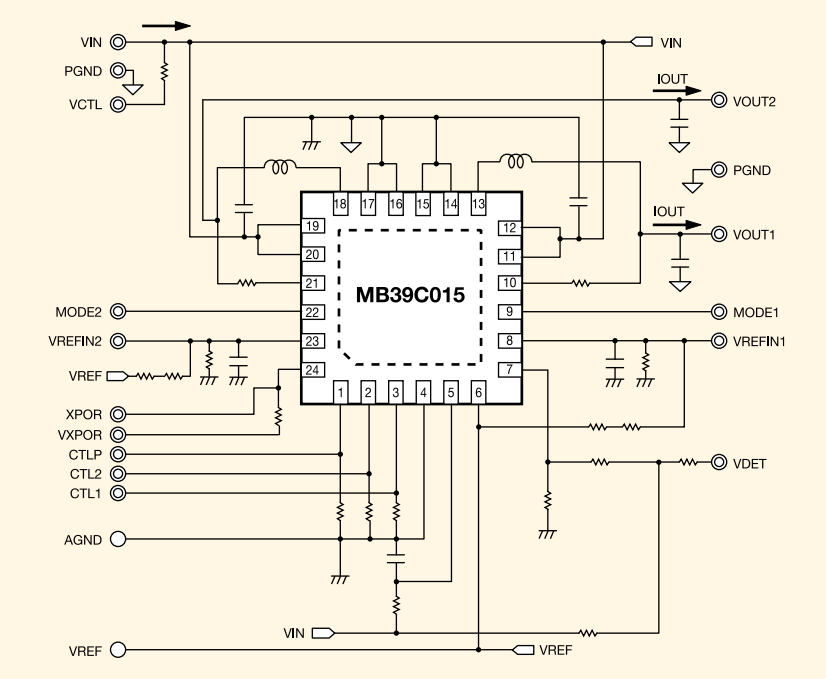 VIN
VIN
PGND
IOUT
VCTL
VOUT2
PGND
18
17
16
15
14
13
IOUT
19
12
VOUT1
20
11
MB39C015
21
10
MODE2
22
9
MODE1
VREFIN2
23
8
VREFIN1
VREF
24
7
1
2
3
4
5
6
XPOR
VXPOR
CTLP
VDET
CTL2
CTL1
AGND
VIN
VREF
VREF